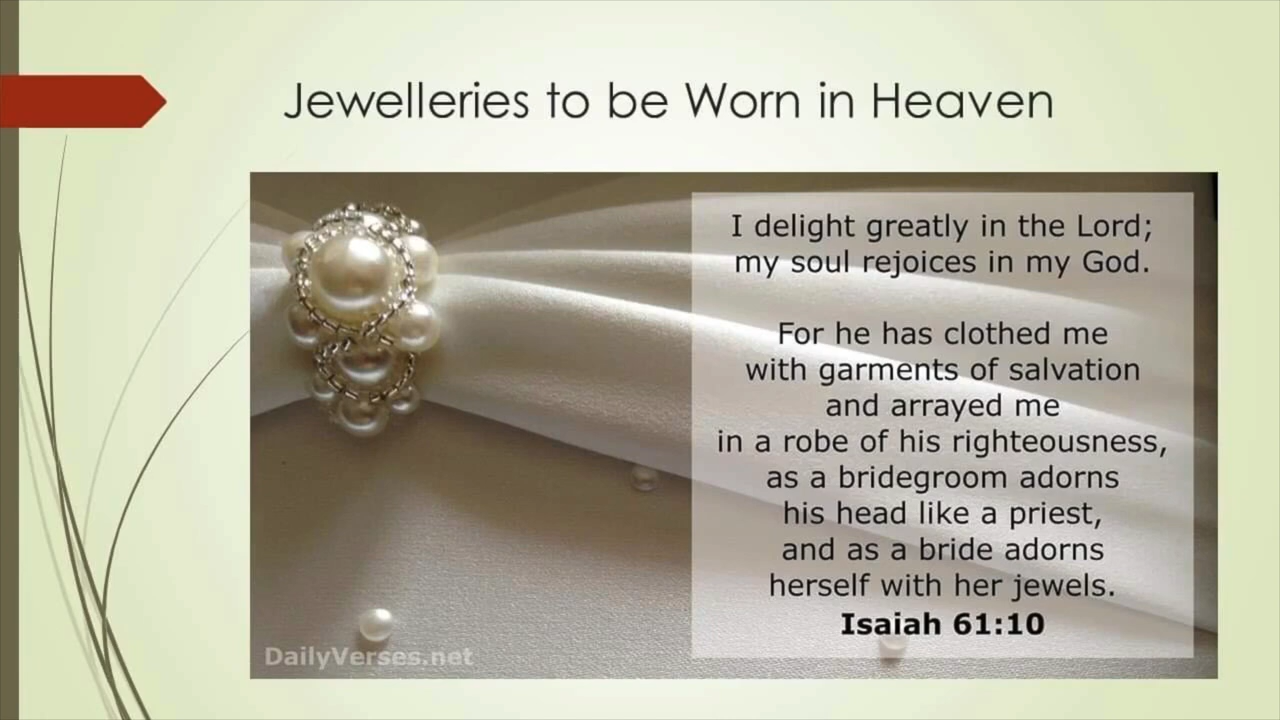 Jewelleries to be Worn in Heaven
I delight greatly in the Lord;
my soul rejoices in my God.
For he has clothed me
with garments of salvation
and arrayed me
in a robe of his righteousness,
as a bridegroom adorns
his head like a priest,
and as a bride adorns
herself with her jewels.
Isaiah 61:10
DailyVerses.net